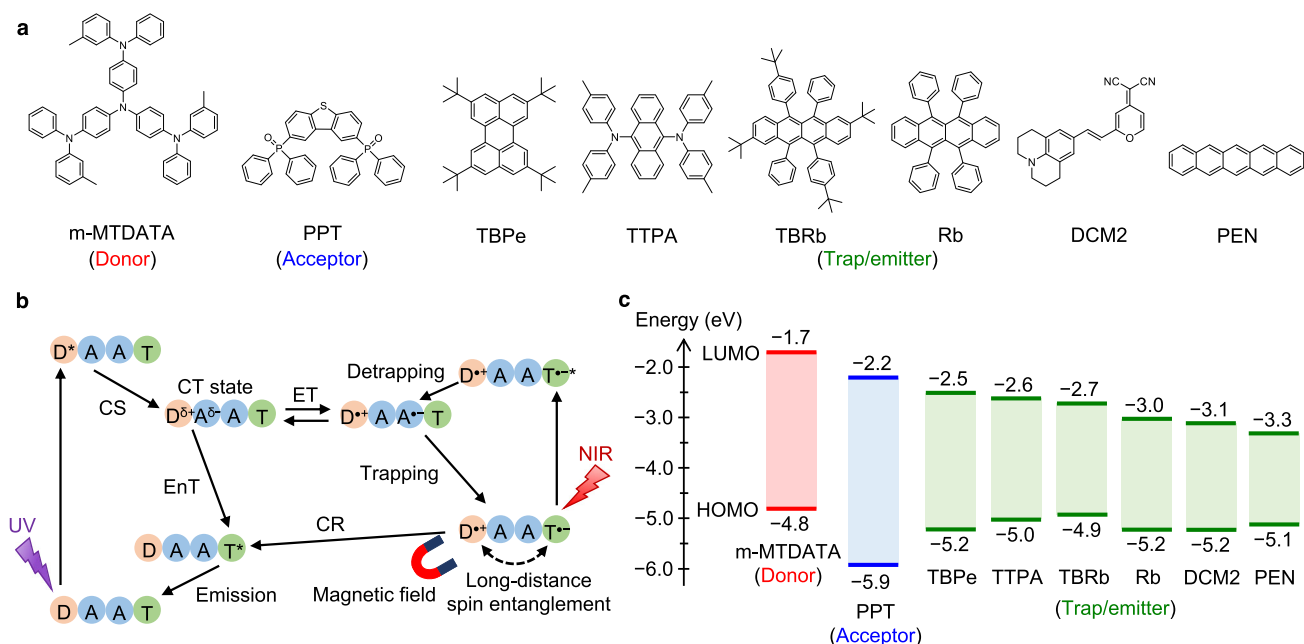 a
N
N
N
N
m-MTDATA
(Donor)
S
O
P
O
P
PPT
(Acceptor)
TBPe
N
N
TTPA
TBRb
Rb
(Trap/emitter)
NC
CN
O
N
DCM2
PEN
b
D* A A T
CS
CT state
Dδ+ Aδ− A T
ET
D•+ A A•− T
Detrapping
D•+ A A T•−*
Trapping
NIR
EnT
CR
D•+ A A T•−
UV
D A A T*
Magnetic field
Long-distance
spin entanglement
Emission
D A A T
c
Energy (eV)
−2.0
−3.0
−4.0
−5.0
−6.0
LUMO
HOMO
−1.7
−4.8
m-MTDATA
(Donor)
−2.2
−5.9
PPT
(Acceptor)
−2.5
−2.6
−2.7
−3.0
−3.1
−3.3
−5.2
−5.0
−4.9
−5.2
−5.2
−5.1
TBPe
TTPA
TBRb
Rb
DCM2
PEN
(Trap/emitter)